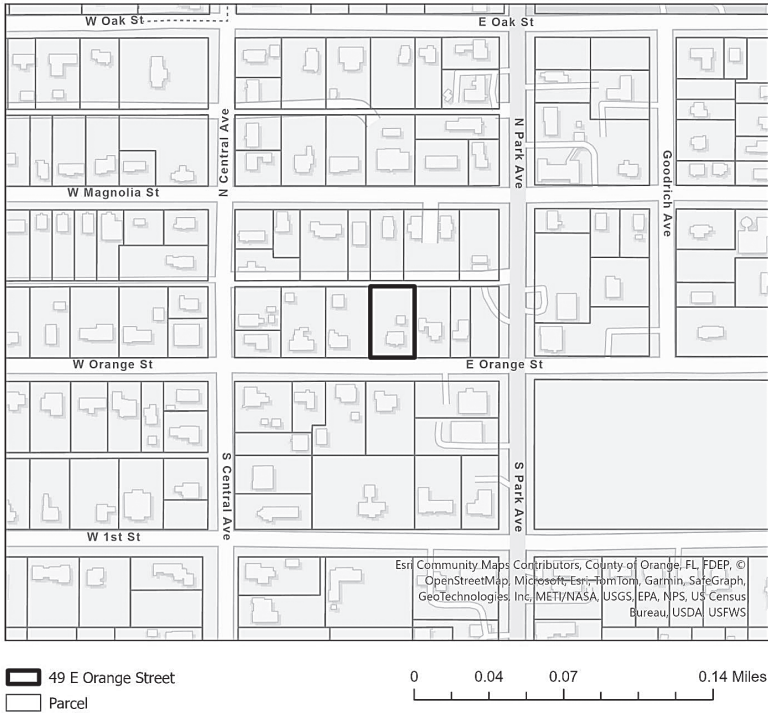 W Oak St
E Oak St
N Central Ave
N Park Ave
Goodrich Ave
W Magnolia St
W Orange St
E Orange St
S Central Ave
S Park Ave
W 1st St
Esri Community Maps Contributors, County of Orange, FL, FDEP, ©
OpenStreetMap, Microsoft, Esri, TomTom, Garmin, SafeGraph,
GeoTechnologies, Inc, METI/NASA, USGS, EPA, NPS, US Census
Bureau, USDA, USFWS
49 E Orange Street
Parcel
0 0.04 0.07 0.14 Miles